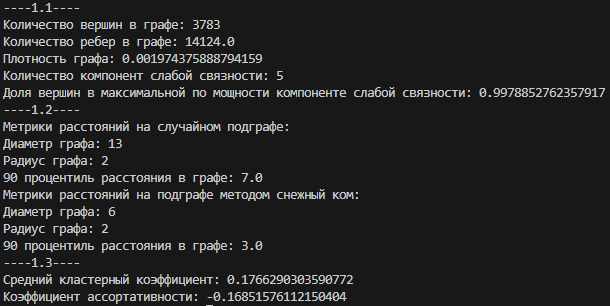 ----1.1----
Количество вершин в графе: 3783
Количество ребер в графе: 14124.0
Плотность графа: 0.001974375888794159
Количество компонент слабой связности: 5
Доля вершин в максимальной по мощности компоненте слабой связности: 0.9978852762357917
----1.2----
Метрики расстояний на случайном подграфе:
Диаметр графа: 13
Радиус графа: 2
90 процентиль расстояния в графе: 7.0
Метрики расстояний на подграфе методом снежный ком:
Диаметр графа: 6
Радиус графа: 2
90 процентиль расстояния в графе: 3.0
----1.3----
Средний кластерный коэффициент: 0.1766290303590772
Коэффициент ассортативности: -0.16851576112150404